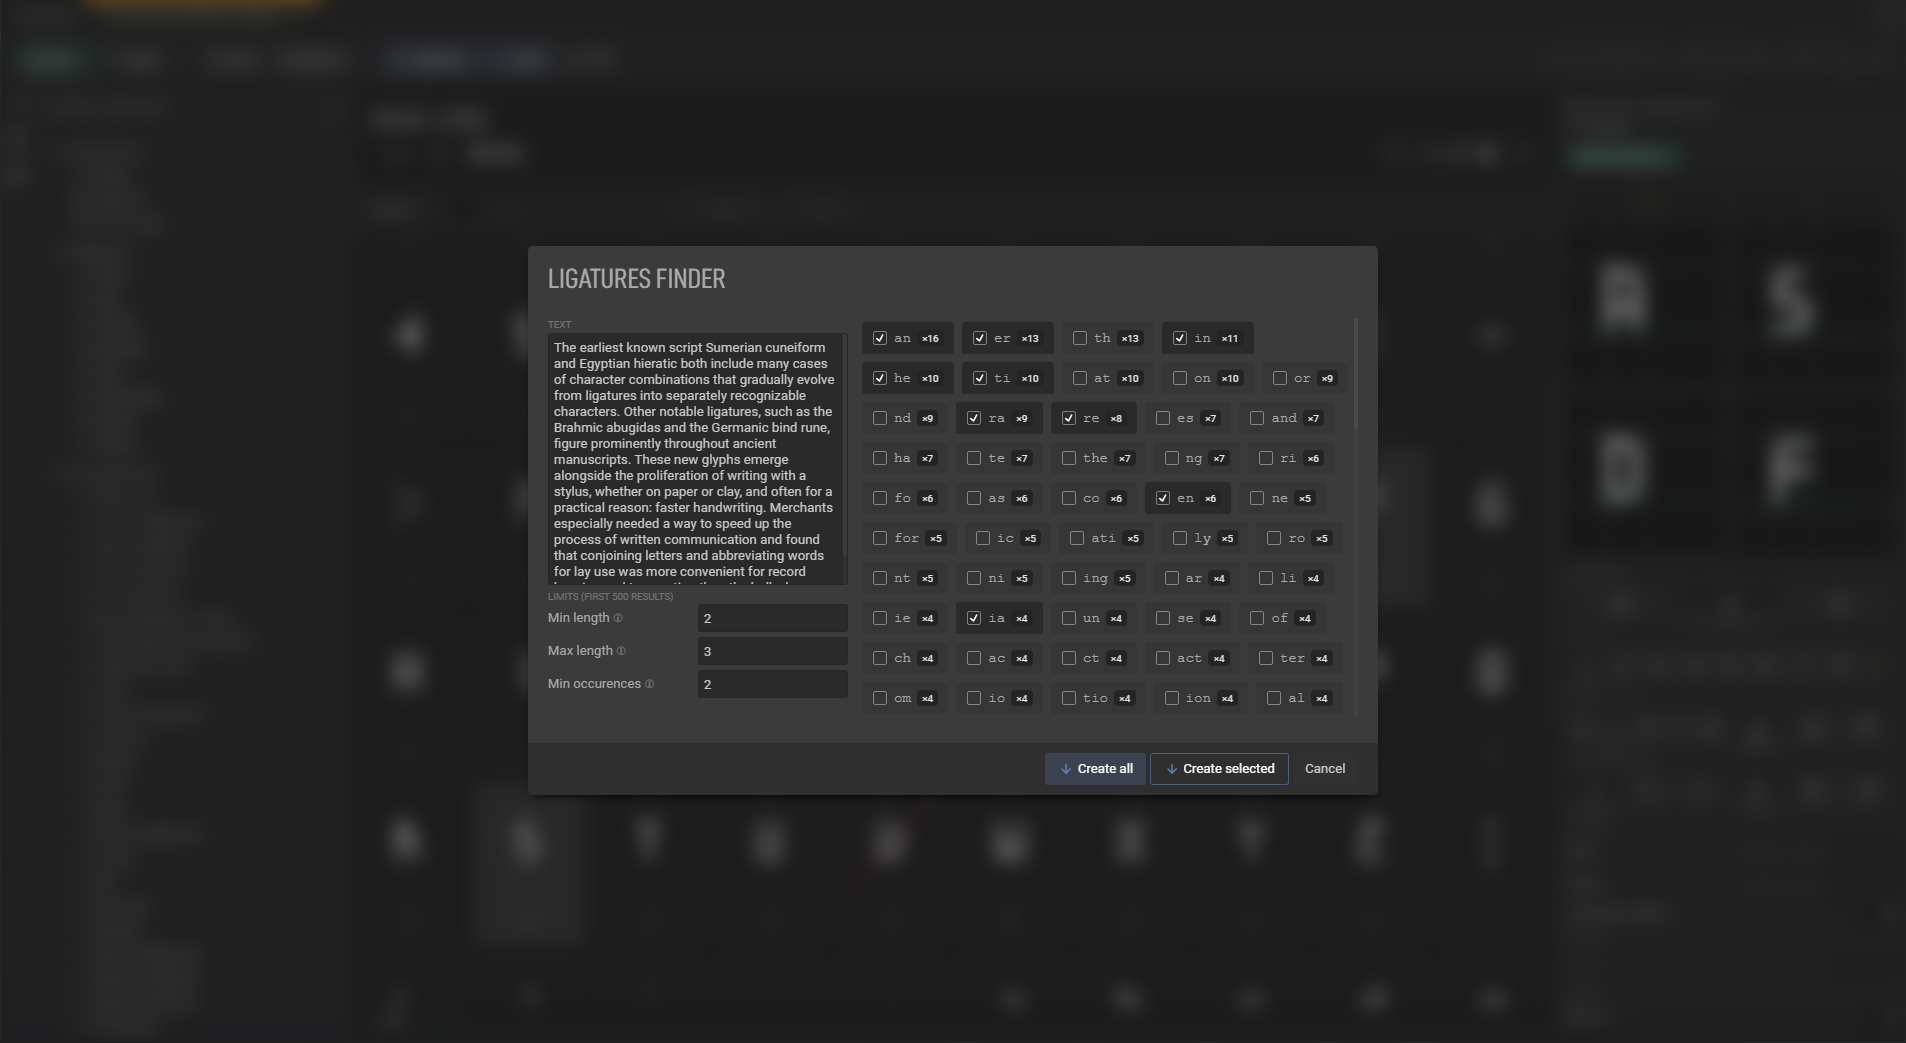 LIGATURES FINDER
TEXT
The earliest known script Sumerian cuneiform
and Egyptian hieratic both include many cases
of character combinations that gradually evolve
from ligatures into separately recognizable
characters. Other notable ligatures, such as the
Brahmic abugidas and the Germanic bind rune,
figure prominently throughout ancient
manuscripts. These new glyphs emerge
alongside the proliferation of writing with a
stylus, whether on paper or clay, and often for a
practical reason: faster handwriting. Merchants
especially needed a way to speed up the
process of written communication and found
that conjoining letters and abbreviating words
for lay use was more convenient for record
LIMITS (FIRST 500 RESULTS)
Min length 2
Max length 3
Min occurences 2
an ×16 er ×13 th ×13 in ×11
he ×10 ti ×10 at ×10 on ×10 or ×9
nd ×9 ra ×9 re ×8 es ×7 and ×7
ha ×7 te ×7 the ×7 ng ×7 ri ×6
fo ×6 as ×6 co ×6 en ×6 ne ×5
for ×5 ic ×5 ati ×5 ly ×5 ro ×5
nt ×5 ni ×5 ing ×5 ar ×4 li ×4
ie ×4 ia ×4 un ×4 se ×4 of ×4
ch ×4 ac ×4 ct ×4 act ×4 ter ×4
om ×4 io ×4 tio ×4 ion ×4 al ×4
Create all Create selected Cancel